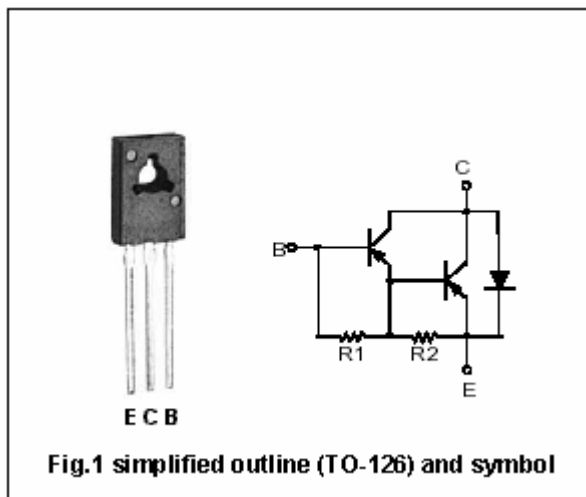 C
B
R1
R2
E
E C B
Fig.1 simplified outline (TO-126) and symbol